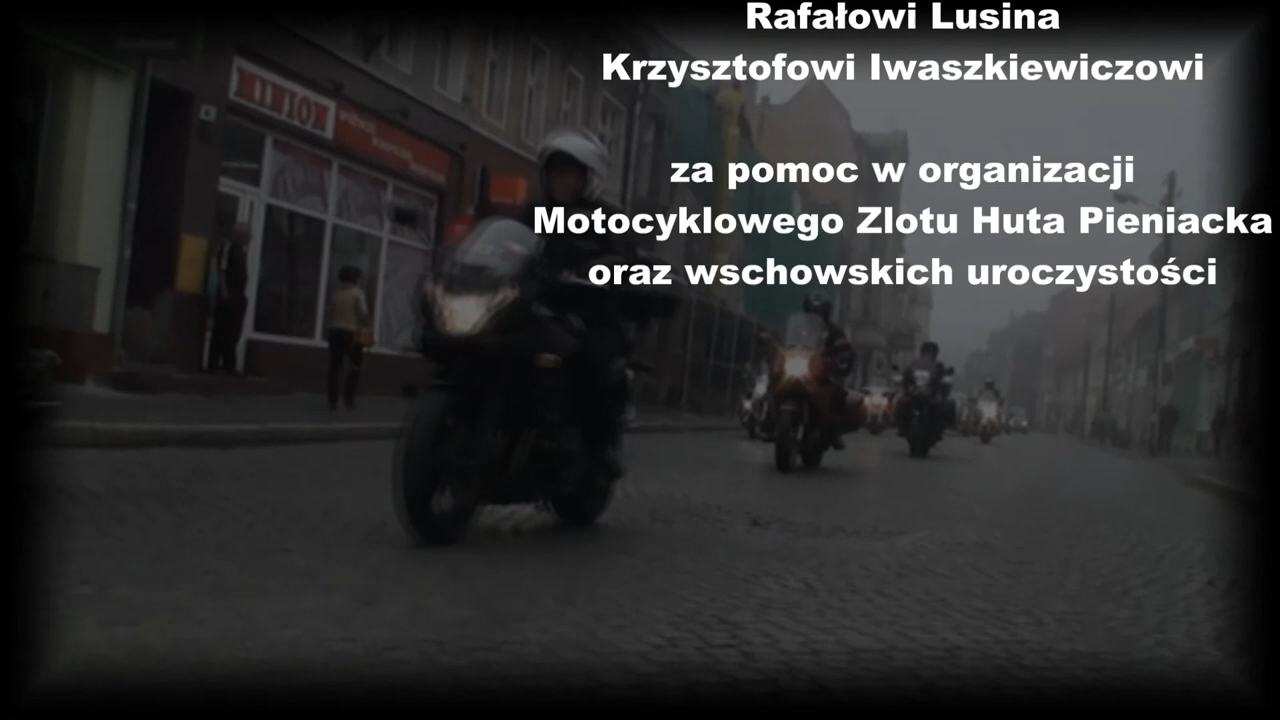 Rafałowi Lusina
Krzysztofowi Iwaszkiewiczowi
za pomoc w organizacji
Motocyklowego Zlotu Huta Pieniacka
oraz wschowskich uroczystości